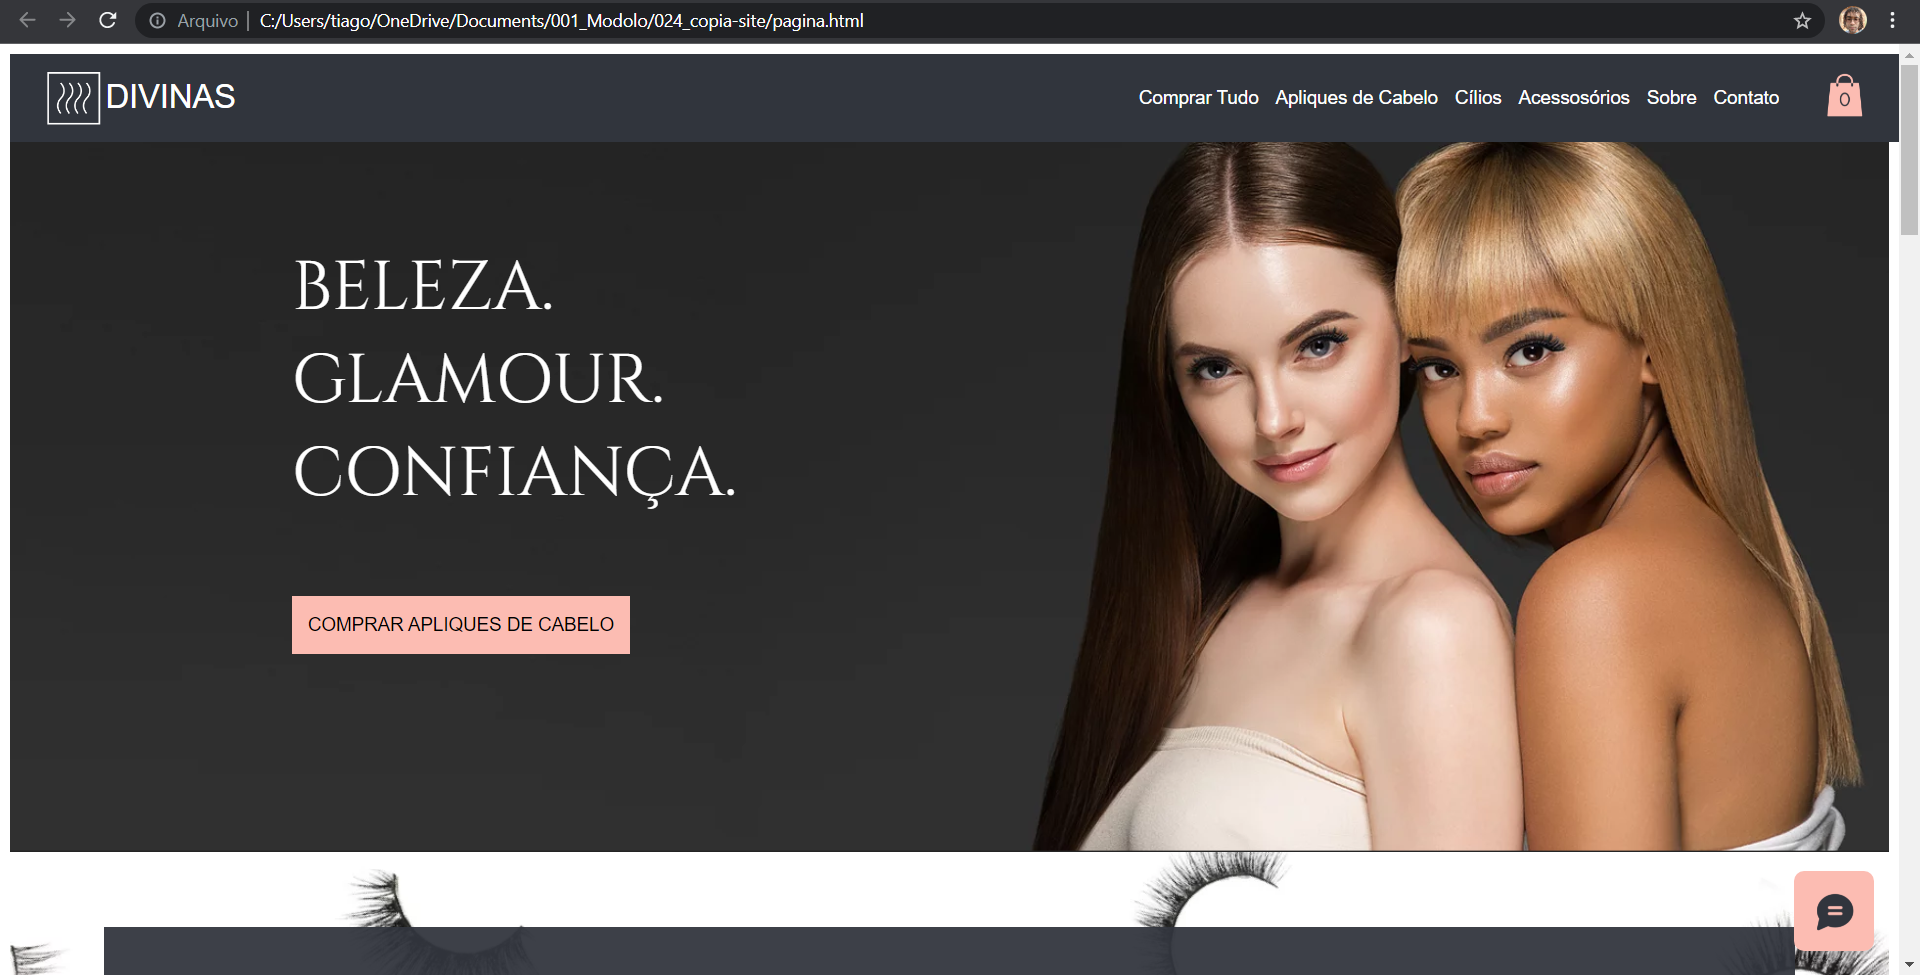 Arquivo | C:/Users/tiago/OneDrive/Documents/001_Modolo/024_copia-site/pagina.html
DIVINAS
Comprar Tudo Apliques de Cabelo Cílios Acessosórios Sobre Contato
0
BELEZA.
GLAMOUR.
CONFIANÇA.
COMPRAR APLIQUES DE CABELO